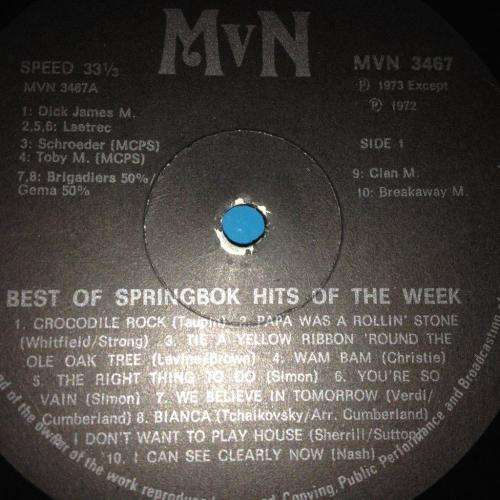 MVN
SPEED 33⅓
MVN 3467A
1: Dick James M.
2,5,6: Laetrec
3: Schroeder (MCPS)
4: Toby M. (MCPS)
7,8: Brigadiers 50%/
Gema 50%
MVN 3467
Ⓟ 1973 Except
Ⓟ 1972
SIDE 1
9: Clan M.
10: Breakaway M.
BEST OF SPRINGBOK HITS OF THE WEEK
1. CROCODILE ROCK (Taupin) 2. PAPA WAS A ROLLIN' STONE
(Whitfield/Strong) 3. TIE A YELLOW RIBBON 'ROUND THE
OLE OAK TREE (Levine/Brown) 4. WAM BAM (Christie)
5. THE RIGHT THING TO DO (Simon) 6. YOU'RE SO
VAIN (Simon) 7. WE BELIEVE IN TOMORROW (Verdi/
Cumberland) 8. BIANCA (Tchaikovsky/Arr. Cumberland)
I DON'T WANT TO PLAY HOUSE (Sherrill/Sutton)
10. I CAN SEE CLEARLY NOW (Nash)
of the owner of the work reproduced Copying, Public Performance and Broadcasting